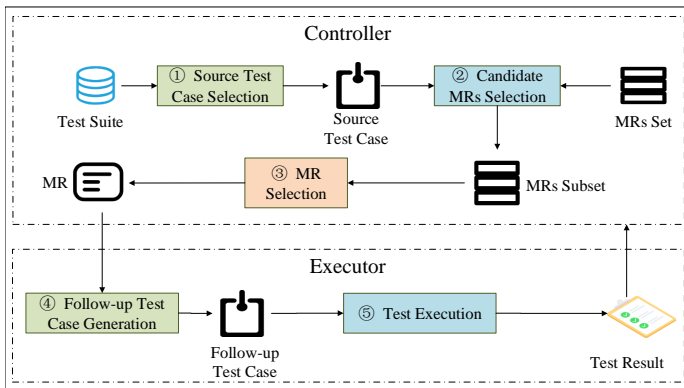 Controller
① Source Test
Case Selection
② Candidate
MRs Selection
Test Suite
Source
Test Case
MRs Set
MR
③ MR
Selection
MRs Subset
Executor
④ Follow-up Test
Case Generation
⑤ Test Execution
Follow-up
Test Case
Test Result